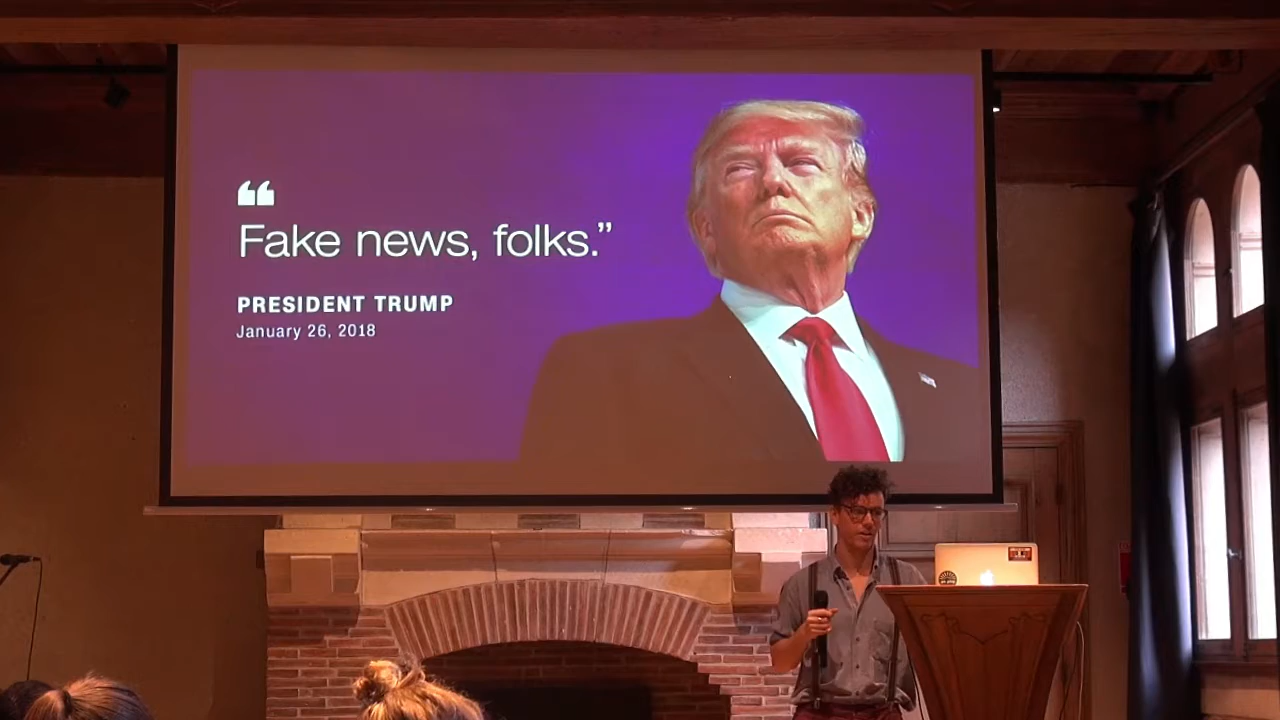 “
Fake news, folks.”
PRESIDENT TRUMP
January 26, 2018